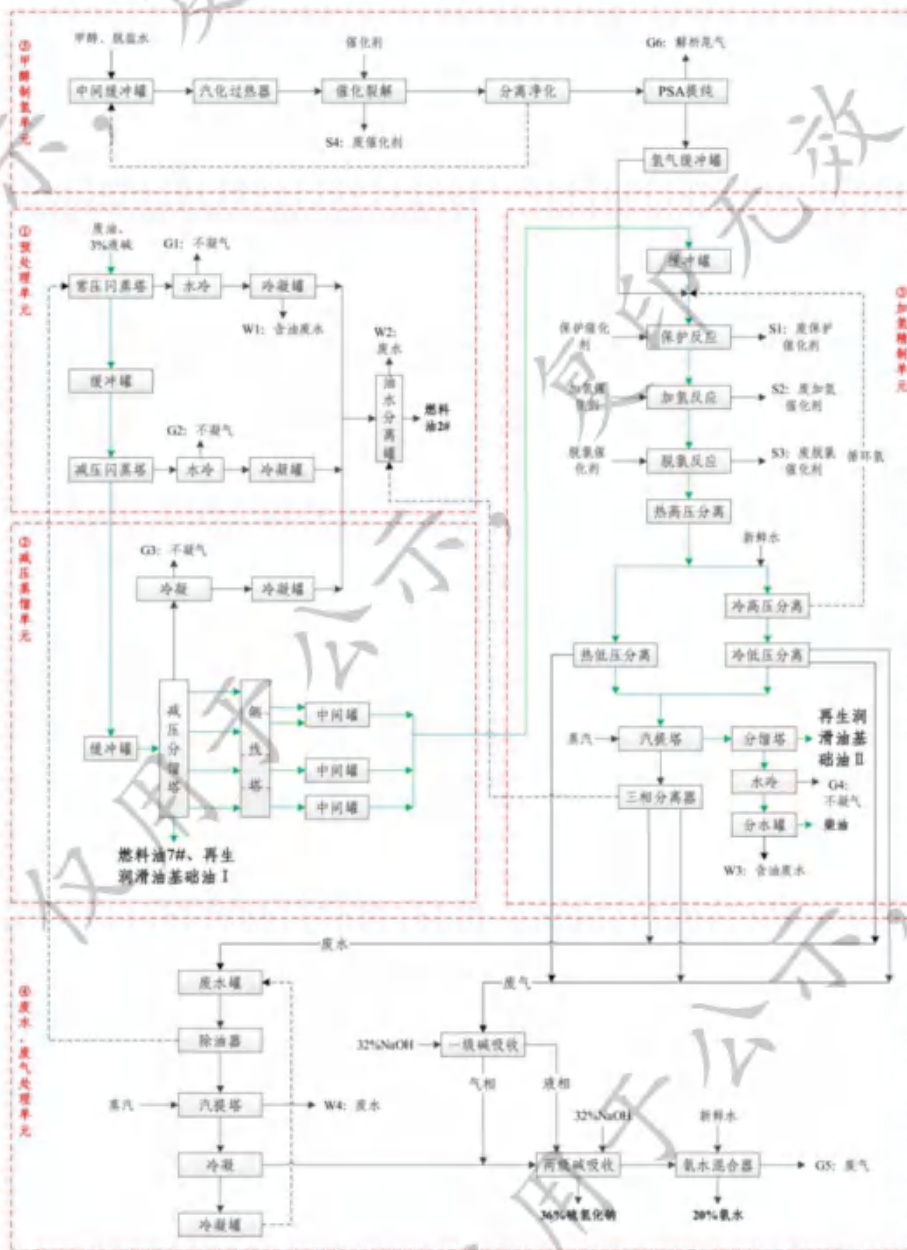 甲醇、脱盐水
催化剂
G6：解析尾气
中间缓冲罐
汽化过热器
催化裂解
分离净化
PSA提纯
S4：废催化剂
氢气缓冲罐
甲醇制氢单元
①预处理单元
废油、
3%液碱
G1：不凝气
常压闪蒸塔
水冷
冷凝罐
W1：含油废水
W2：
废水
缓冲罐
油水分离罐
燃料
油2#
G2：不凝气
减压闪蒸塔
水冷
冷凝罐
②减压蒸馏单元
G3：不凝气
冷凝
冷凝罐
缓冲罐
减压分馏塔
中间罐
中间罐
中间罐
燃料油7#、再生
润滑油基础油Ⅰ
③加氢精制单元
缓冲罐
保护催化
剂
保护反应
S1：废保护
催化剂
加氢反应
S2：废加氢
催化剂
脱氯催
化剂
脱氯反应
S3：废脱氯
催化剂
循环氢
热高压分离
新鲜水
冷高压分离
热低压分离
冷低压分离
蒸汽
汽提塔
分馏塔
再生润
滑油基
础油Ⅱ
水冷
G4：
不凝气
三相分离器
分水罐
柴油
W3：含油废水
④废水、废气处理单元
废水
废水罐
废气
除油器
32%NaOH
一级碱吸收
气相
液相
蒸汽
汽提塔
W4：废水
32%NaOH
新鲜水
冷凝
两级碱吸收
氨水混合器
G5：废气
冷凝罐
36%硫氢化钠
20%氨水
仅用于公示，复印无效